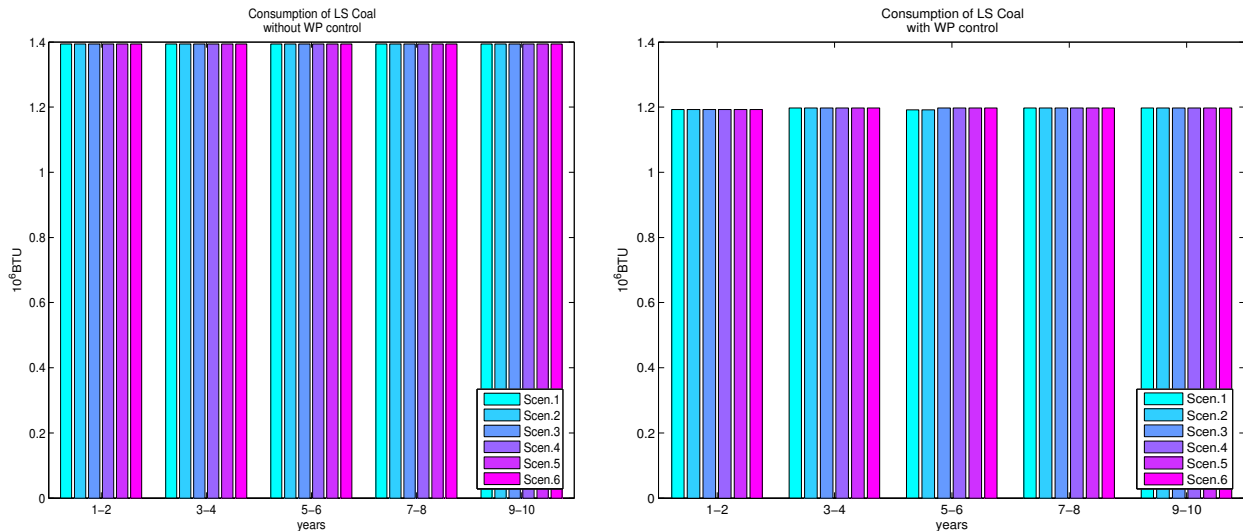 Consumption of LS Coal
without WP control
1.4
1.2
1
0.8
0.6
0.4
0.2
0
10⁶BTU
1−2
3−4
5−6
7−8
9−10
years
Scen.1
Scen.2
Scen.3
Scen.4
Scen.5
Scen.6
Consumption of LS Coal
with WP control
1.4
1.2
1
0.8
0.6
0.4
0.2
0
10⁶BTU
1−2
3−4
5−6
7−8
9−10
years
Scen.1
Scen.2
Scen.3
Scen.4
Scen.5
Scen.6